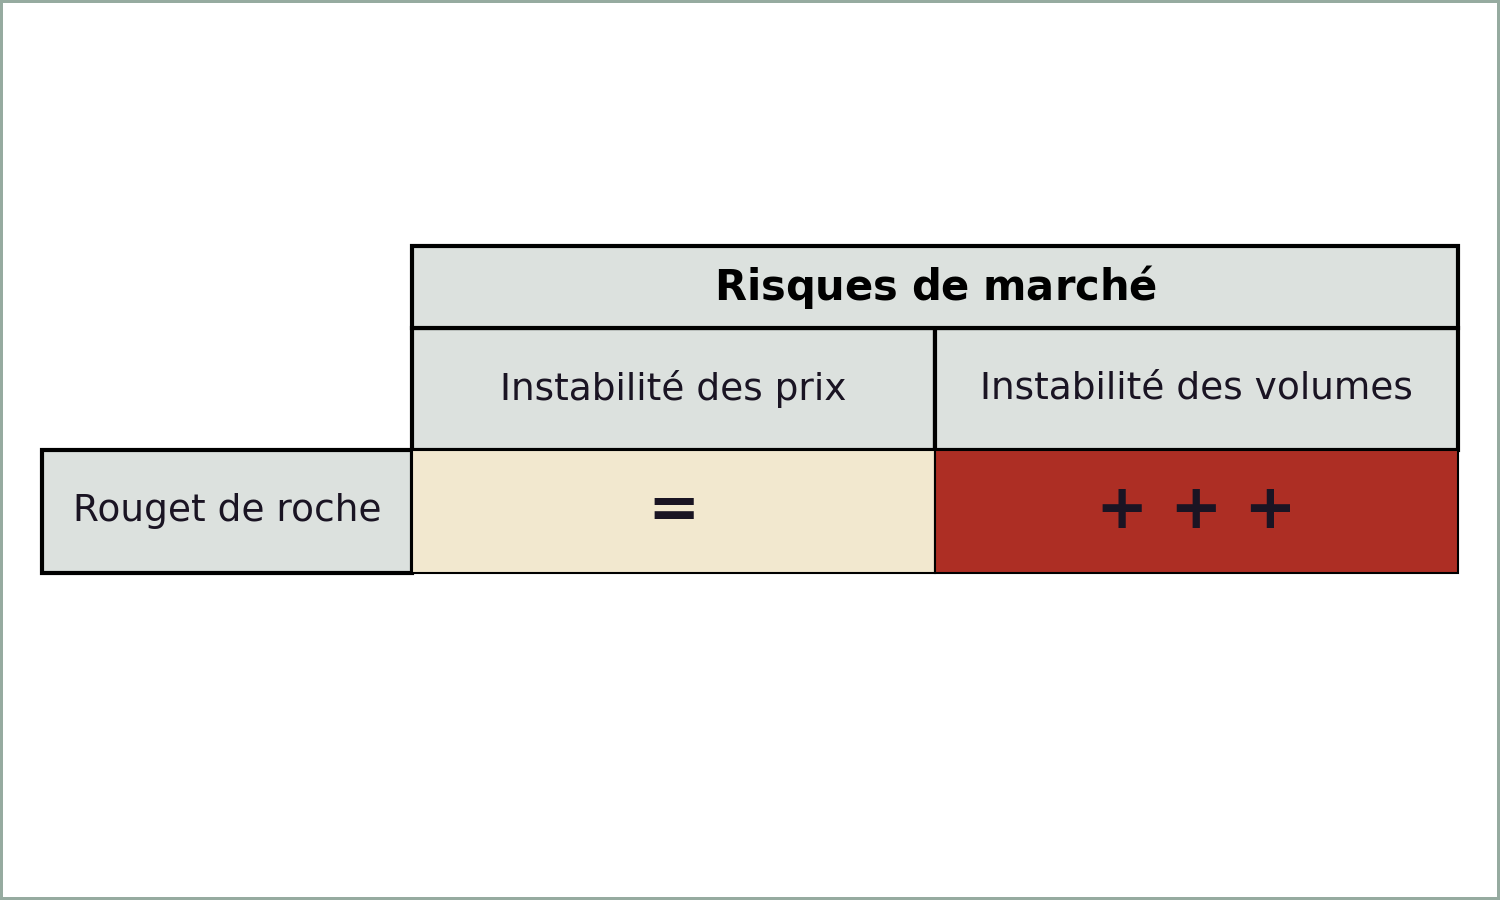 Risques de marché
Instabilité des prix
Instabilité des volumes
Rouget de roche
=
+ + +